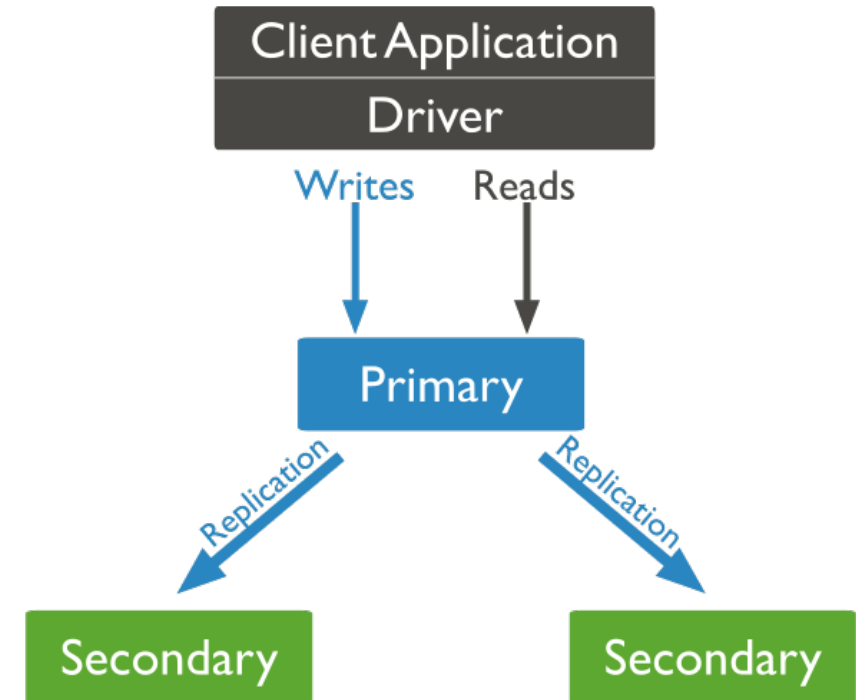 Client Application
Driver
Writes
Reads
Primary
Replication
Replication
Secondary
Secondary